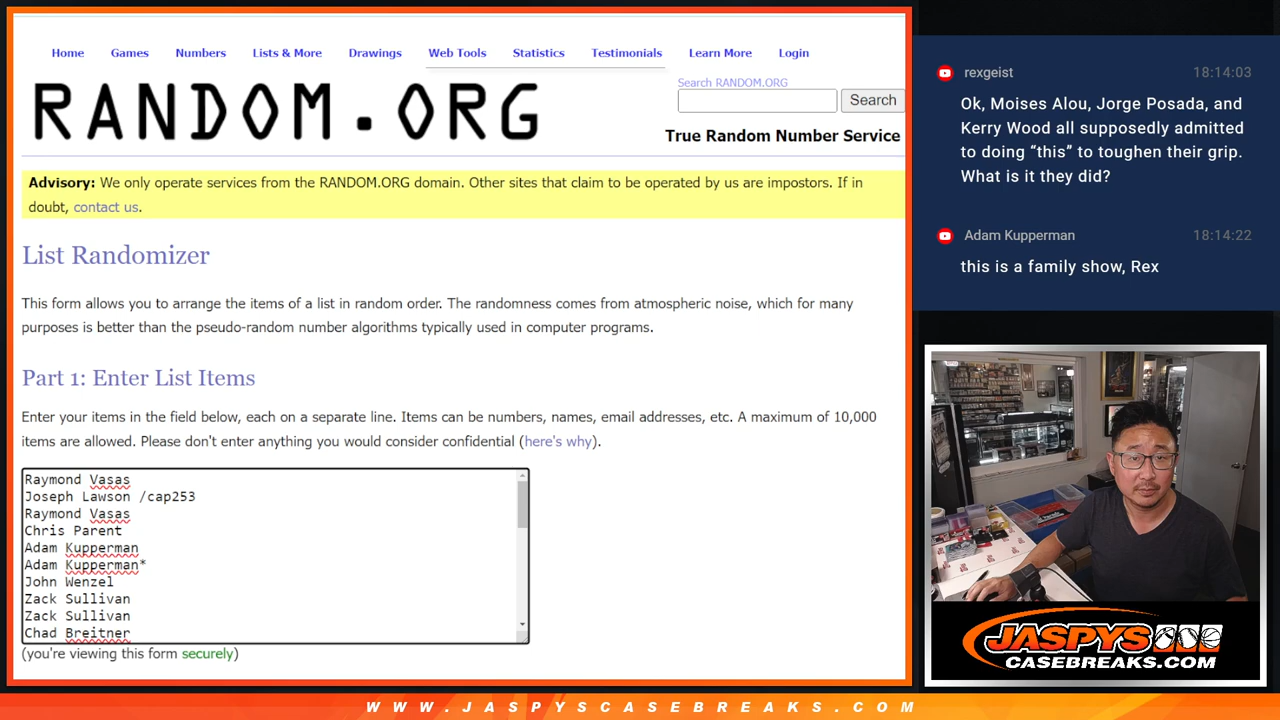 Home Games Numbers Lists & More Drawings Web Tools Statistics Testimonials Learn More Login
RANDOM.ORG
Search RANDOM.ORG
Search
True Random Number Service
Advisory: We only operate services from the RANDOM.ORG domain. Other sites that claim to be operated by us are impostors. If in
doubt, contact us.
List Randomizer
This form allows you to arrange the items of a list in random order. The randomness comes from atmospheric noise, which for many
purposes is better than the pseudo-random number algorithms typically used in computer programs.
Part 1: Enter List Items
Enter your items in the field below, each on a separate line. Items can be numbers, names, email addresses, etc. A maximum of 10,000
items are allowed. Please don't enter anything you would consider confidential (here's why).
Raymond Vasas
Joseph Lawson /cap253
Raymond Vasas
Chris Parent
Adam Kupperman
Adam Kupperman*
John Wenzel
Zack Sullivan
Zack Sullivan
Chad Breitner
(you're viewing this form securely)
rexgeist 18:14:03
Ok, Moises Alou, Jorge Posada, and
Kerry Wood all supposedly admitted
to doing “this” to toughen their grip.
What is it they did?
Adam Kupperman 18:14:22
this is a family show, Rex
JASPYS
CASEBREAKS.COM
WWW.JASPYSCASEBREAKS.COM